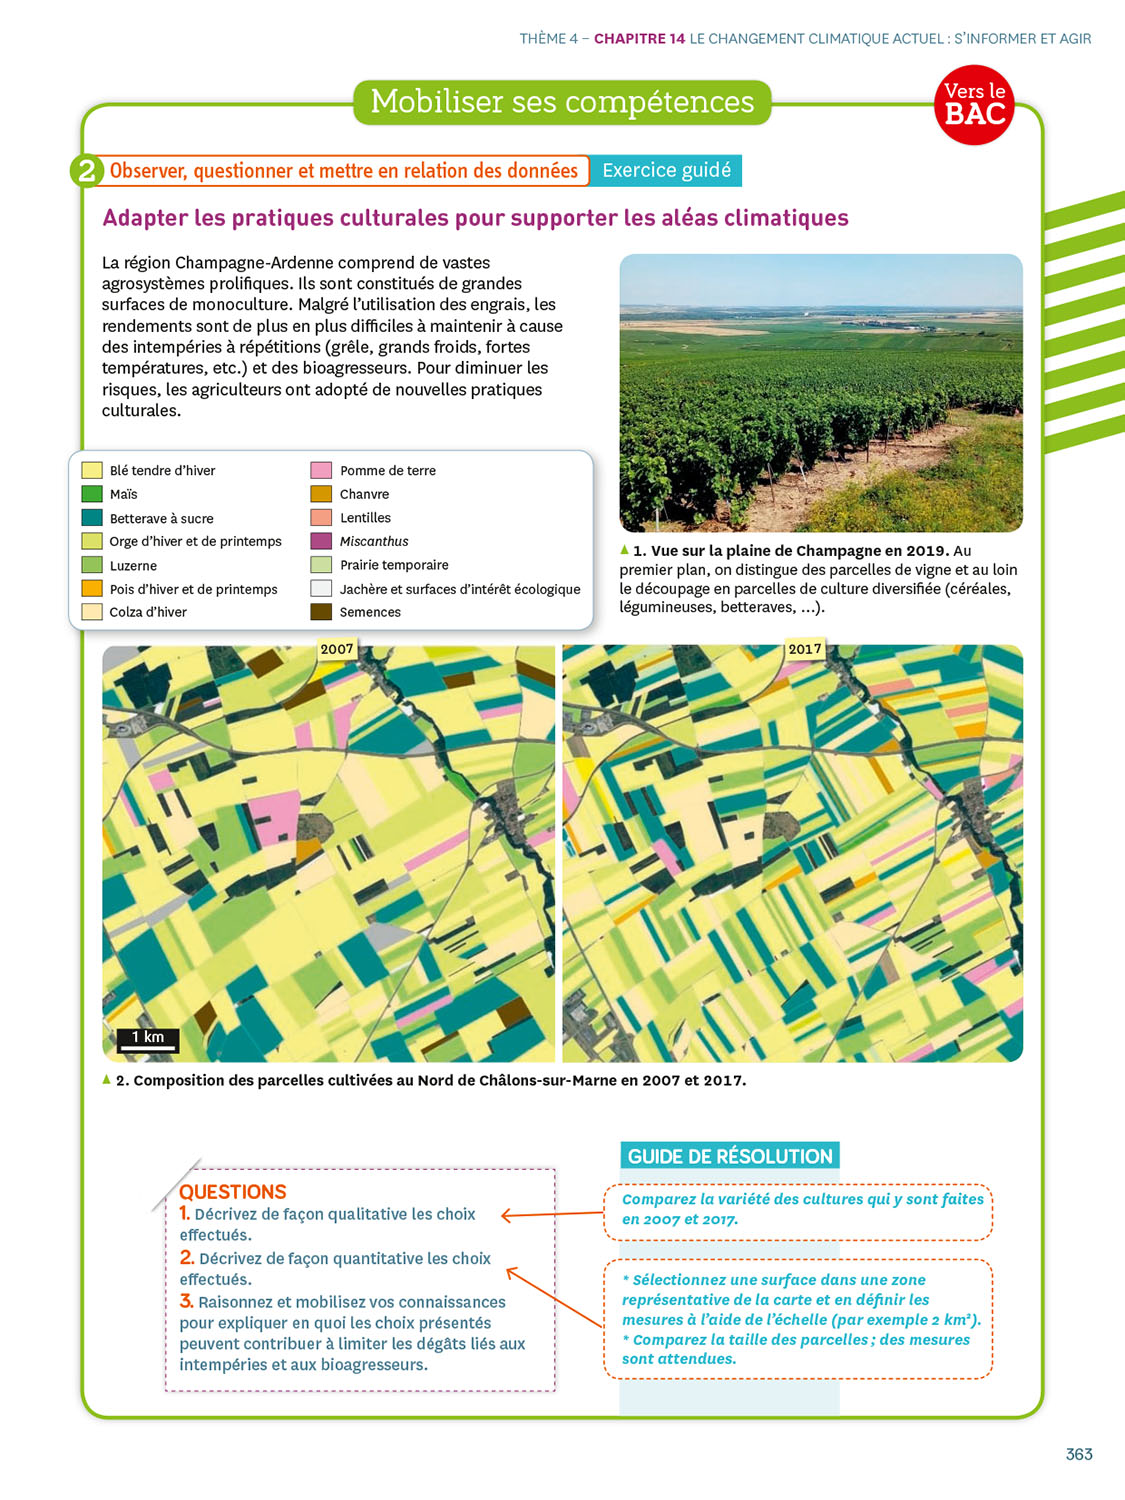 THÈME 4 – CHAPITRE 14 LE CHANGEMENT CLIMATIQUE ACTUEL : S'INFORMER ET AGIR
Mobiliser ses compétences
Vers le
BAC
2 Observer, questionner et mettre en relation des données Exercice guidé
Adapter les pratiques culturales pour supporter les aléas climatiques
La région Champagne-Ardenne comprend de vastes
agrosystèmes prolifiques. Ils sont constitués de grandes
surfaces de monoculture. Malgré l'utilisation des engrais, les
rendements sont de plus en plus difficiles à maintenir à cause
des intempéries à répétitions (grêle, grands froids, fortes
températures, etc.) et des bioagresseurs. Pour diminuer les
risques, les agriculteurs ont adopté de nouvelles pratiques
culturales.
Blé tendre d'hiver
Maïs
Betterave à sucre
Orge d'hiver et de printemps
Luzerne
Pois d'hiver et de printemps
Colza d'hiver
Pomme de terre
Chanvre
Lentilles
Miscanthus
Prairie temporaire
Jachère et surfaces d'intérêt écologique
Semences
1. Vue sur la plaine de Champagne en 2019. Au
premier plan, on distingue des parcelles de vigne et au loin
le découpage en parcelles de culture diversifiée (céréales,
légumineuses, betteraves, ...).
2007
2017
1 km
2. Composition des parcelles cultivées au Nord de Châlons-sur-Marne en 2007 et 2017.
QUESTIONS
1. Décrivez de façon qualitative les choix
effectués.
2. Décrivez de façon quantitative les choix
effectués.
3. Raisonnez et mobilisez vos connaissances
pour expliquer en quoi les choix présentés
peuvent contribuer à limiter les dégâts liés aux
intempéries et aux bioagresseurs.
GUIDE DE RÉSOLUTION
Comparez la variété des cultures qui y sont faites
en 2007 et 2017.
* Sélectionnez une surface dans une zone
représentative de la carte et en définir les
mesures à l'aide de l'échelle (par exemple 2 km²).
* Comparez la taille des parcelles ; des mesures
sont attendues.
363